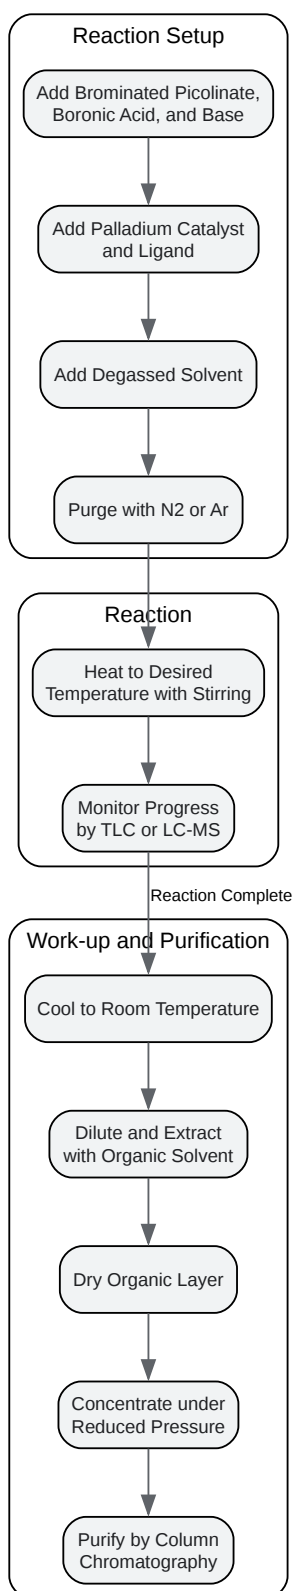 Reaction Setup
Add Brominated Picolinate,
Boronic Acid, and Base
Add Palladium Catalyst
and Ligand
Add Degassed Solvent
Purge with N2 or Ar
Reaction
Heat to Desired
Temperature with Stirring
Monitor Progress
by TLC or LC-MS
Reaction Complete
Work-up and Purification
Cool to Room Temperature
Dilute and Extract
with Organic Solvent
Dry Organic Layer
Concentrate under
Reduced Pressure
Purify by Column
Chromatography